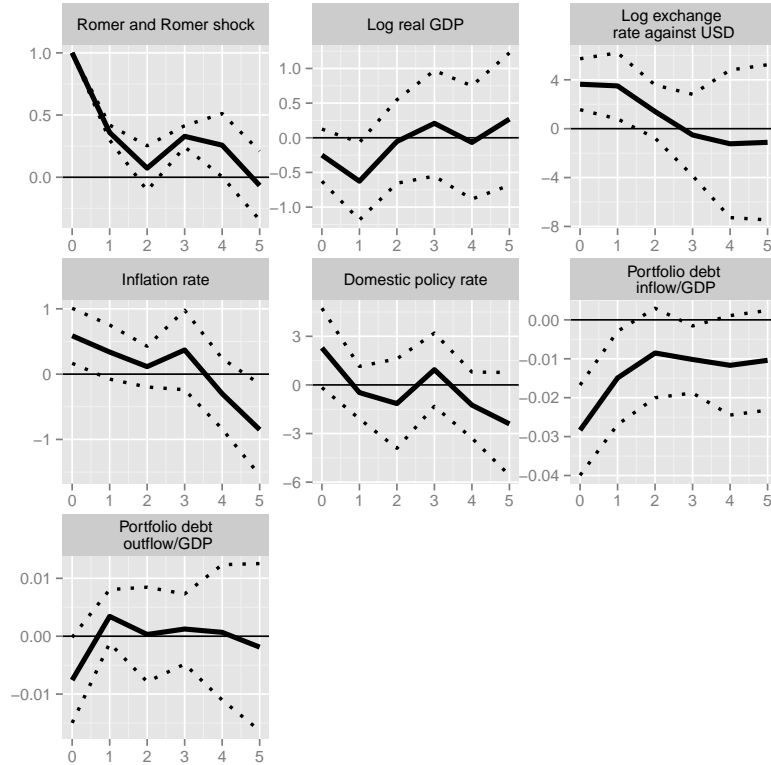 Romer and Romer shock
1.0
0.5
0.0
0 1 2 3 4 5
Log real GDP
1.0
0.5
0.0
−0.5
−1.0
0 1 2 3 4 5
Log exchange
rate against USD
4
0
−4
−8
0 1 2 3 4 5
Inflation rate
1
0
−1
0 1 2 3 4 5
Domestic policy rate
3
0
−3
−6
0 1 2 3 4 5
Portfolio debt
inflow/GDP
0.00
−0.01
−0.02
−0.03
−0.04
0 1 2 3 4 5
Portfolio debt
outflow/GDP
0.01
0.00
−0.01
0 1 2 3 4 5